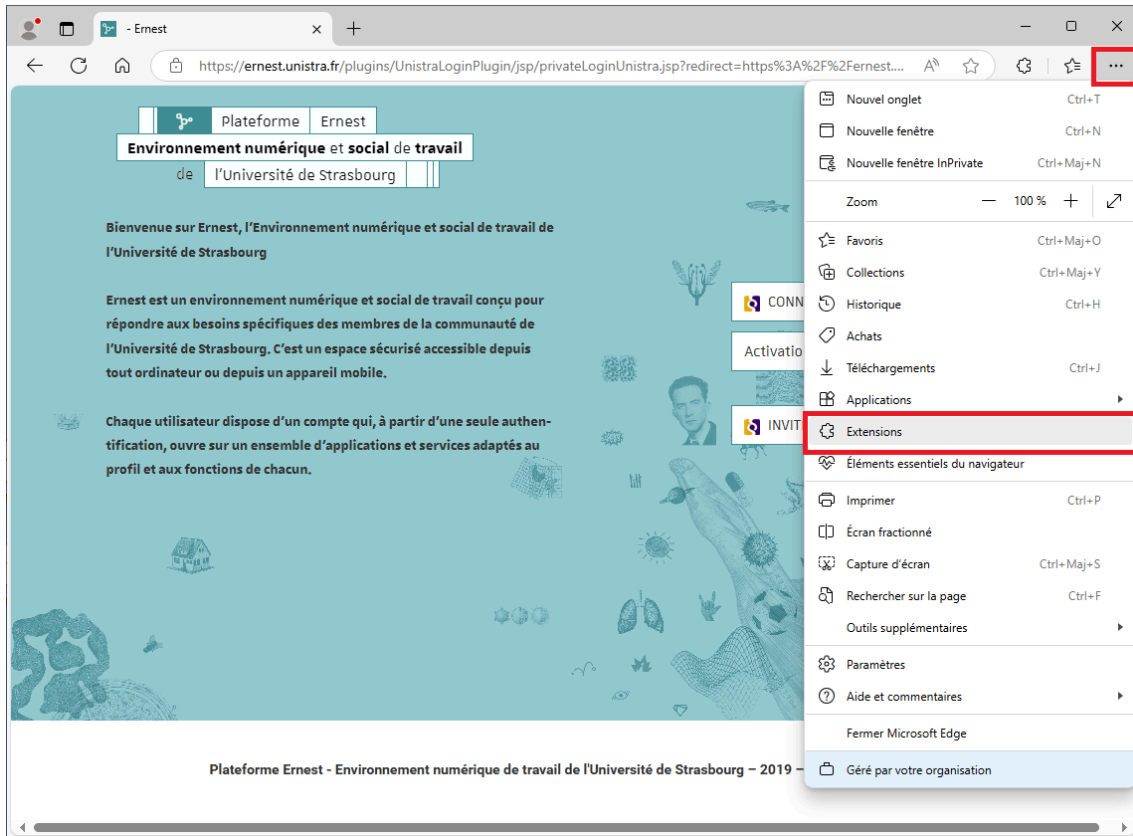 - Ernest
https://ernest.unistra.fr/plugins/UnistraLoginPlugin/jsp/privateLoginUnistra.jsp?redirect=https%3A%2F%2Fernest....
Plateforme Ernest
Environnement numérique et social de travail
de l'Université de Strasbourg
Bienvenue sur Ernest, l'Environnement numérique et social de travail de
l'Université de Strasbourg
Ernest est un environnement numérique et social de travail conçu pour
répondre aux besoins spécifiques des membres de la communauté de
l'Université de Strasbourg. C'est un espace sécurisé accessible depuis
tout ordinateur ou depuis un appareil mobile.
Chaque utilisateur dispose d'un compte qui, à partir d'une seule authen-
tification, ouvre sur un ensemble d'applications et services adaptés au
profil et aux fonctions de chacun.
CONN
Activatio
INVIT
Plateforme Ernest - Environnement numérique de travail de l'Université de Strasbourg – 2019 –
Nouvel onglet Ctrl+T
Nouvelle fenêtre Ctrl+N
Nouvelle fenêtre InPrivate Ctrl+Maj+N
Zoom — 100 % +
Favoris Ctrl+Maj+O
Collections Ctrl+Maj+Y
Historique Ctrl+H
Achats
Téléchargements Ctrl+J
Applications
Extensions
Éléments essentiels du navigateur
Imprimer Ctrl+P
Écran fractionné
Capture d'écran Ctrl+Maj+S
Rechercher sur la page Ctrl+F
Outils supplémentaires
Paramètres
Aide et commentaires
Fermer Microsoft Edge
Géré par votre organisation